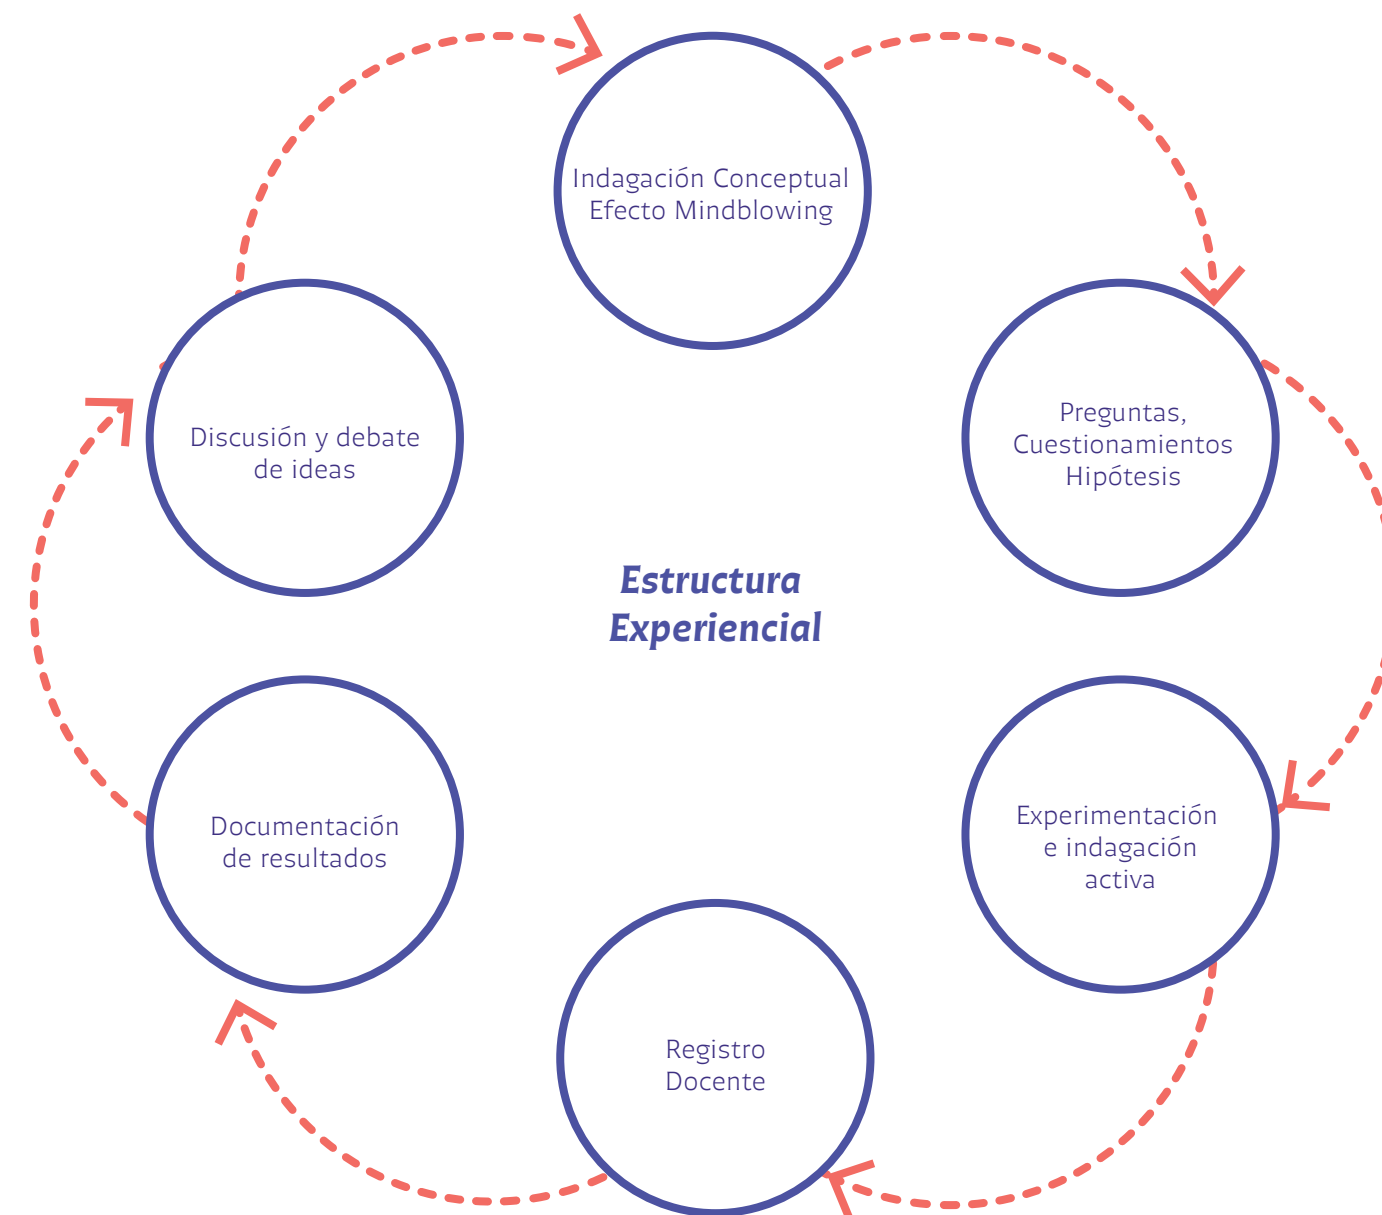 Indagación Conceptual
Efecto Mindblowing
Preguntas,
Cuestionamientos
Hipótesis
Discusión y debate
de ideas
Estructura
Experiencial
Experimentación
e indagación
activa
Documentación
de resultados
Registro
Docente